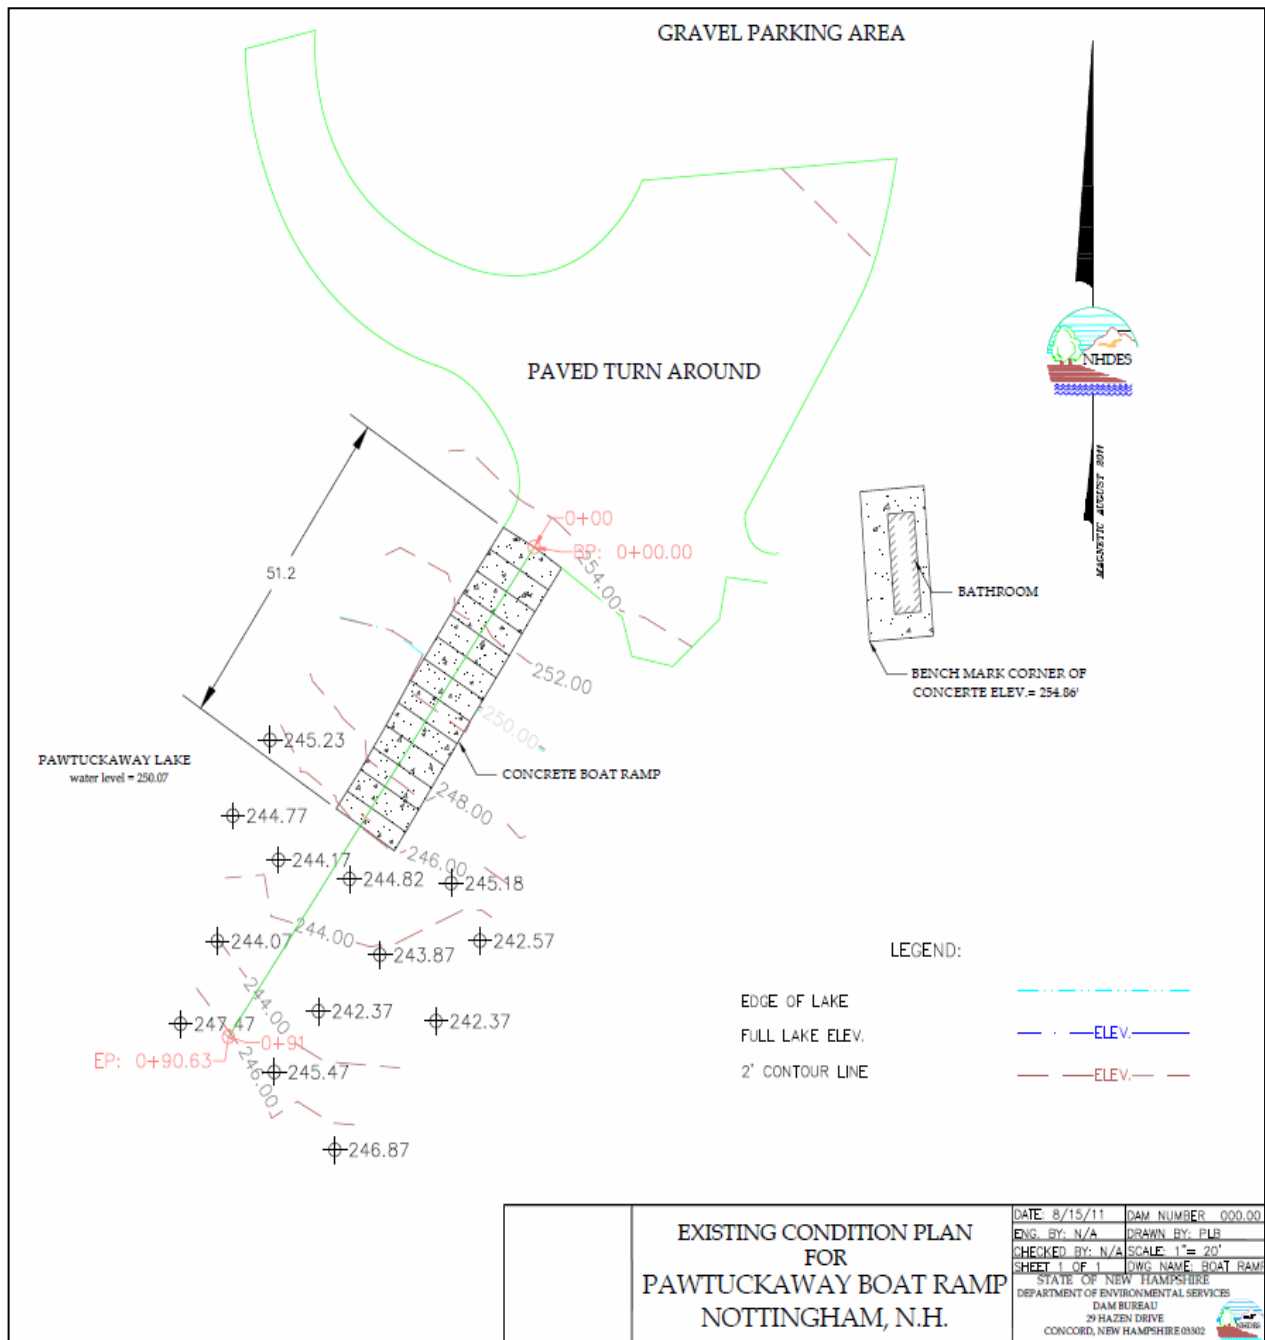 GRAVEL PARKING AREA
NHDES
MAGNETIC AUGUST 2011
PAVED TURN AROUND
0+00
BP: 0+00.00
254.00
51.2
BATHROOM
BENCH MARK CORNER OF
CONCERTE ELEV.= 254.86'
252.00
250.00
245.23
PAWTUCKAWAY LAKE
water level = 250.07
CONCRETE BOAT RAMP
248.00
244.77
246.00
244.17
244.82
245.18
244.00
244.07
243.87
242.57
244.00
242.37
242.37
247.47
0+91
EP: 0+90.63
246.00
245.47
246.87
LEGEND:
EDGE OF LAKE
FULL LAKE ELEV.
ELEV.
2' CONTOUR LINE
ELEV.
EXISTING CONDITION PLAN
FOR
PAWTUCKAWAY BOAT RAMP
NOTTINGHAM, N.H.
DATE: 8/15/11 DAM NUMBER 000.00
ENG. BY: N/A DRAWN BY: PLB
CHECKED BY: N/A SCALE: 1"= 20'
SHEET 1 OF 1 DWG NAME: BOAT RAMP
STATE OF NEW HAMPSHIRE
DEPARTMENT OF ENVIRONMENTAL SERVICES
DAM BUREAU
29 HAZEN DRIVE
CONCORD, NEW HAMPSHIRE 03302
NHDES